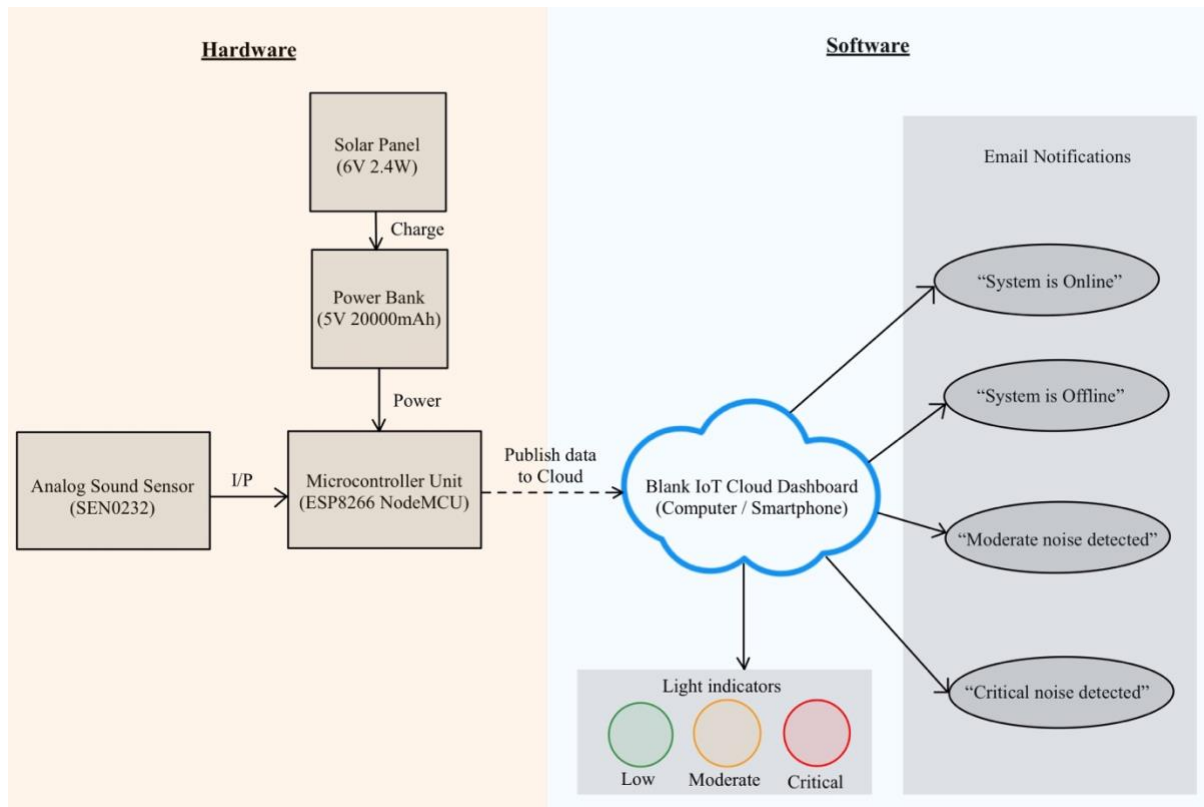 Hardware
Solar Panel
(6V 2.4W)
Charge
Power Bank
(5V 20000mAh)
Power
Analog Sound Sensor
(SEN0232)
I/P
Microcontroller Unit
(ESP8266 NodeMCU)
Publish data
to Cloud
Software
Blank IoT Cloud Dashboard
(Computer / Smartphone)
Light indicators
Low
Moderate
Critical
Email Notifications
“System is Online”
“System is Offline”
“Moderate noise detected”
“Critical noise detected”